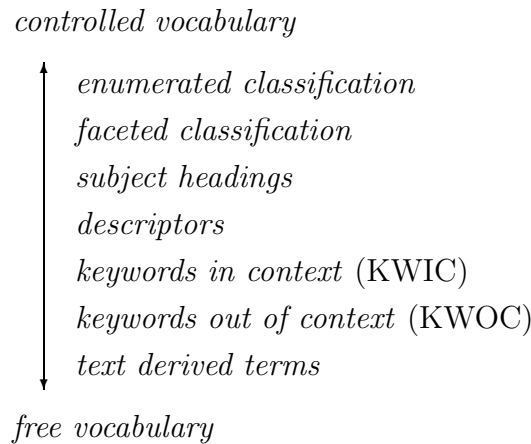 controlled vocabulary
enumerated classification
faceted classification
subject headings
descriptors
keywords in context (KWIC)
keywords out of context (KWOC)
text derived terms
free vocabulary